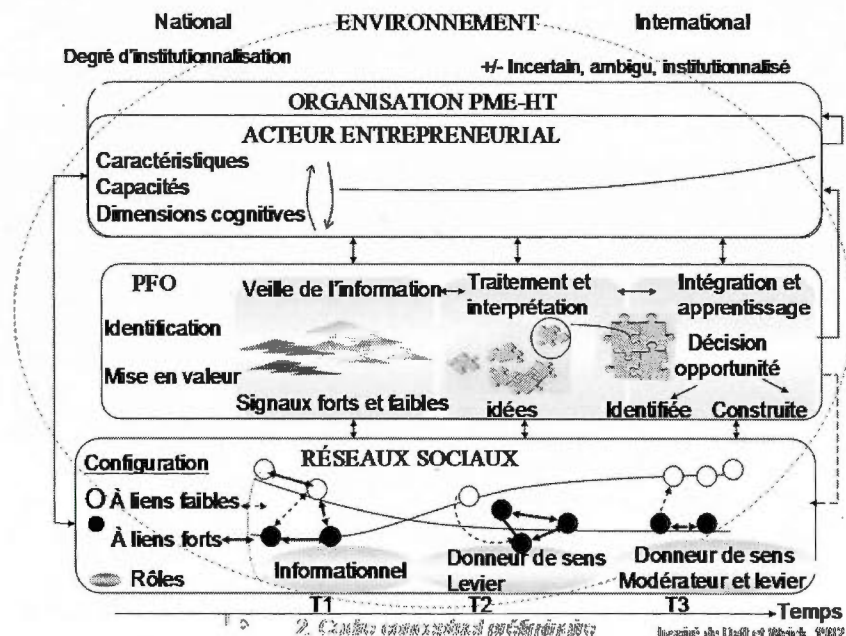 National ENVIRONNEMENT International
Degré d'institutionnalisation
+/- Incertain, ambigu, institutionnalisé
ORGANISATION PME-HT
ACTEUR ENTREPRENEURIAL
Caractéristiques
Capacités
Dimensions cognitives
PFO
Veille de l'information
Traitement et
interprétation
Intégration et
apprentissage
Identification
Mise en valeur
Décision
opportunité
Signaux forts et faibles
idées
Identifiée Construite
Configuration
RÉSEAUX SOCIAUX
À liens faibles
À liens forts
Rôles
Informationnel
Donneur de sens
Levier
Donneur de sens
Modérateur et levier
T1 T2 T3
Temps
2. Cadre